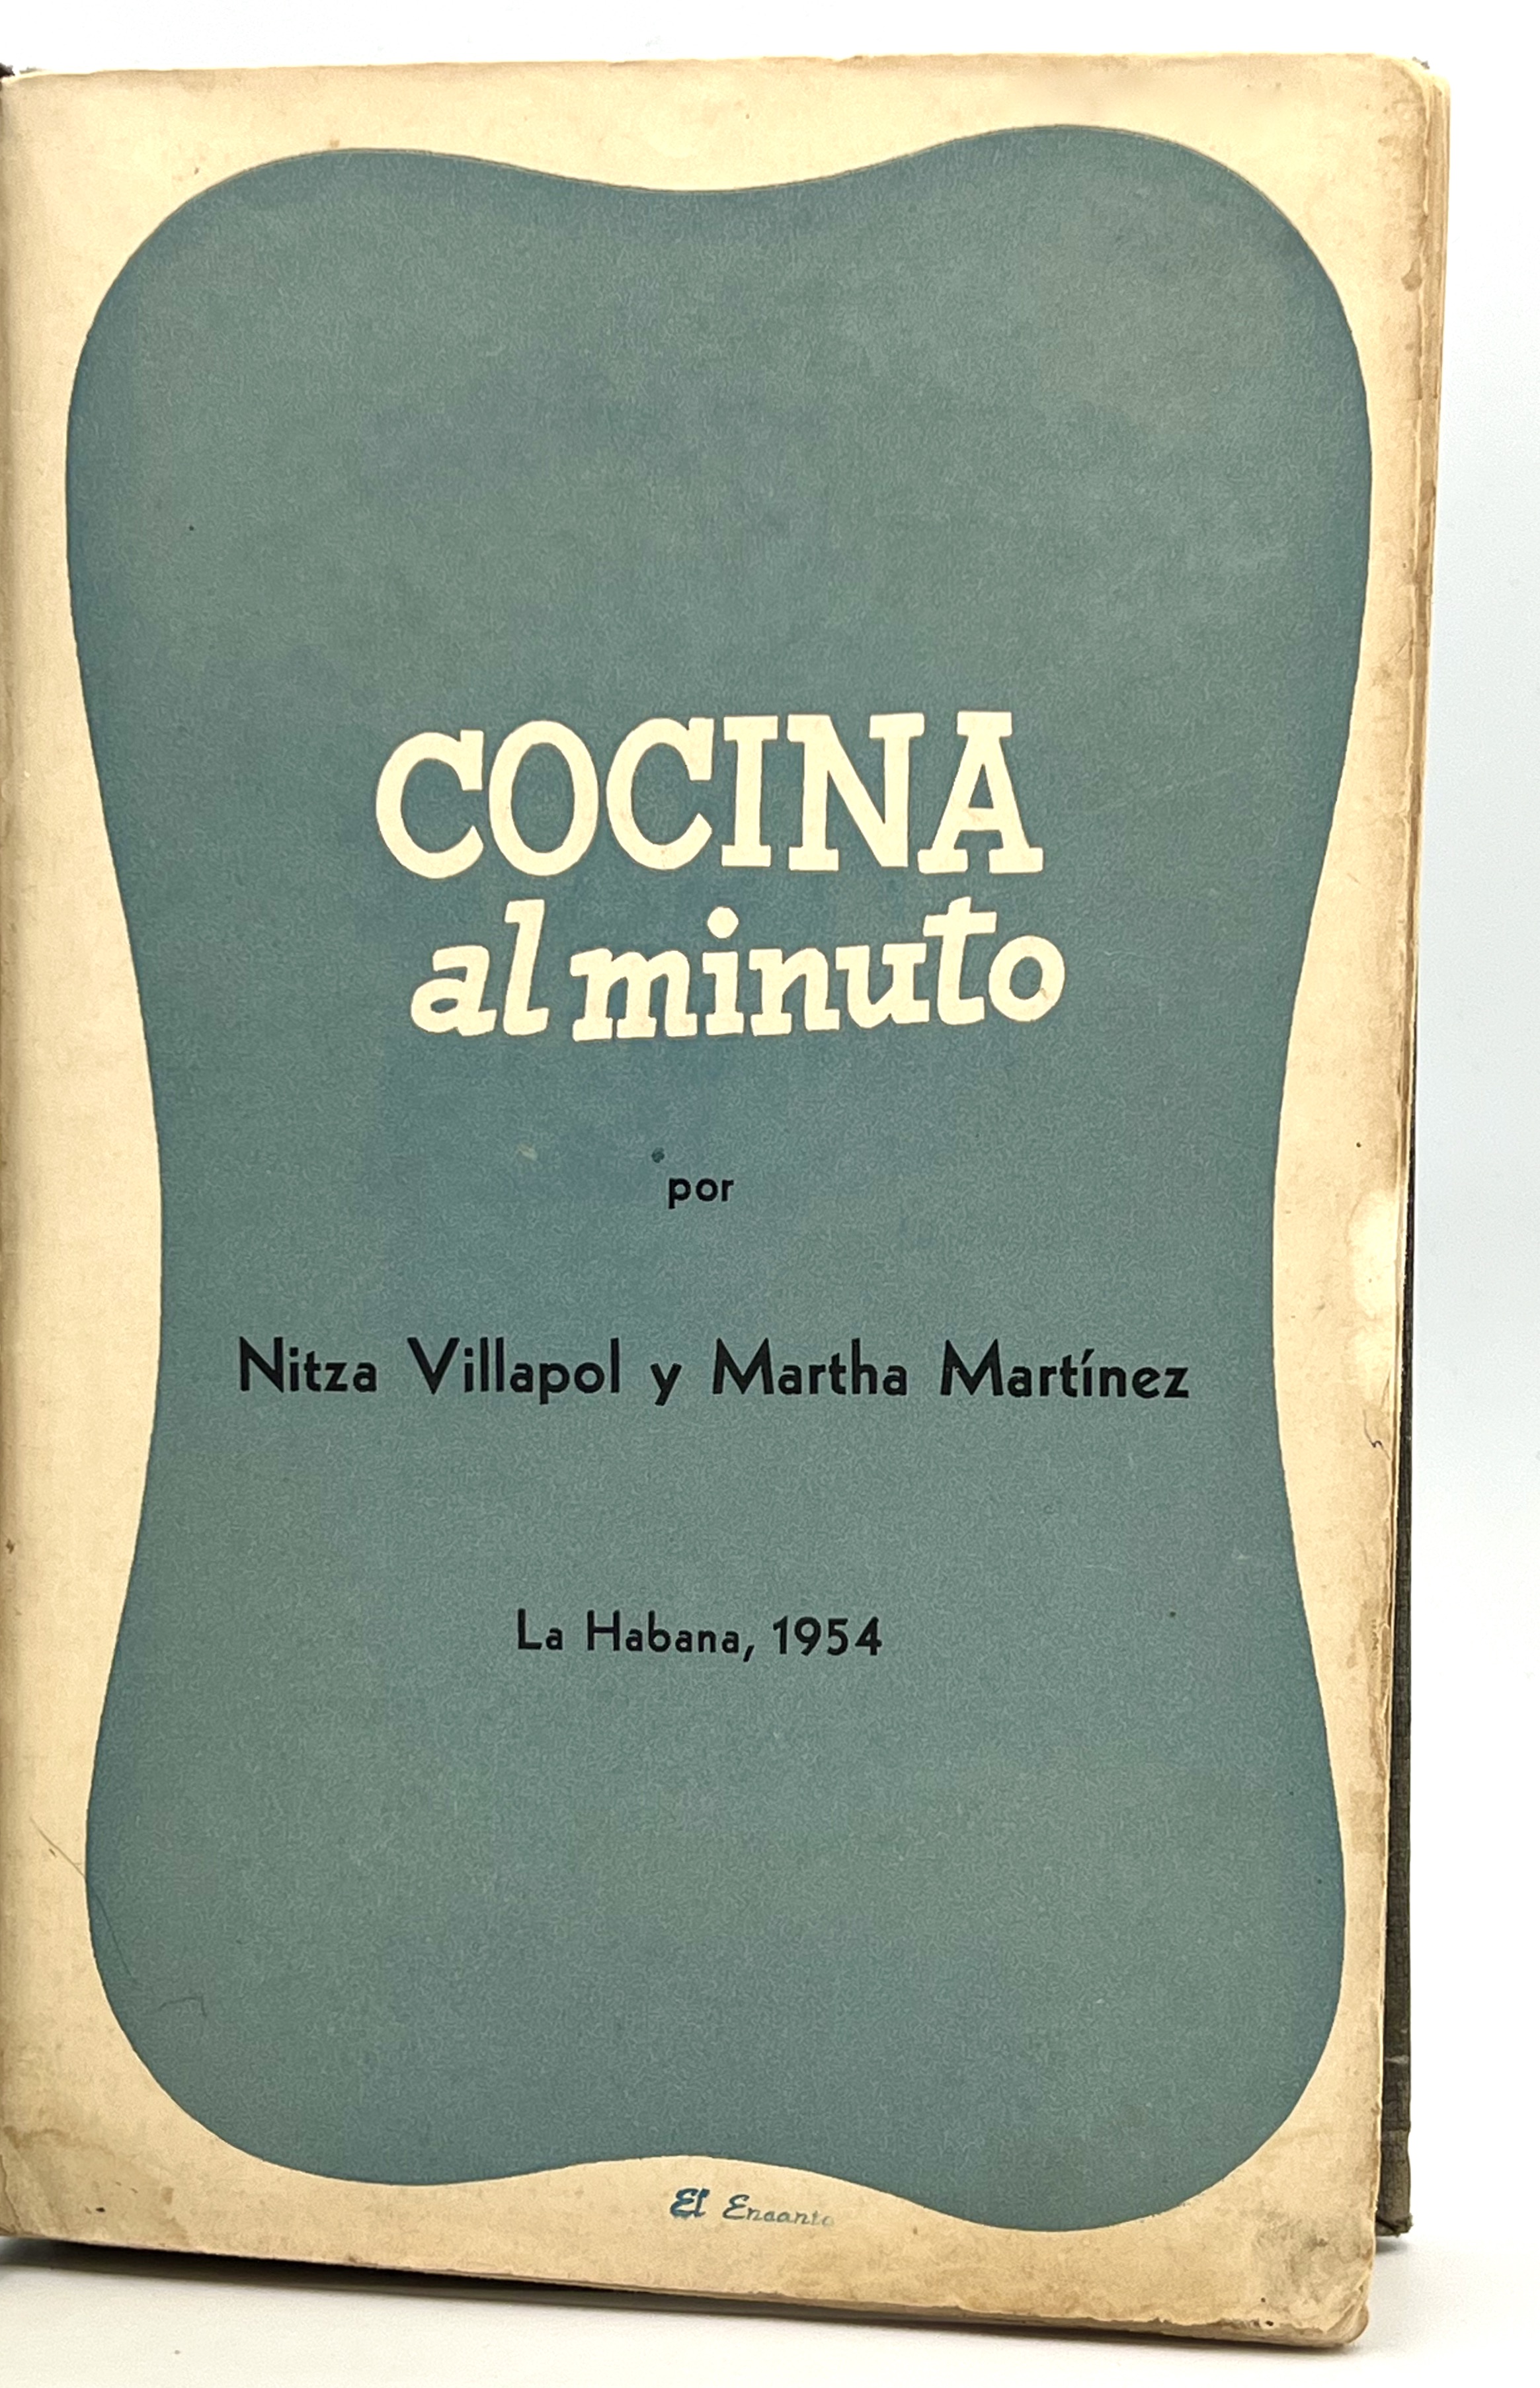 COCINA
al minuto
por
Nitza Villapol y Martha Martínez
La Habana, 1954
El Encanto